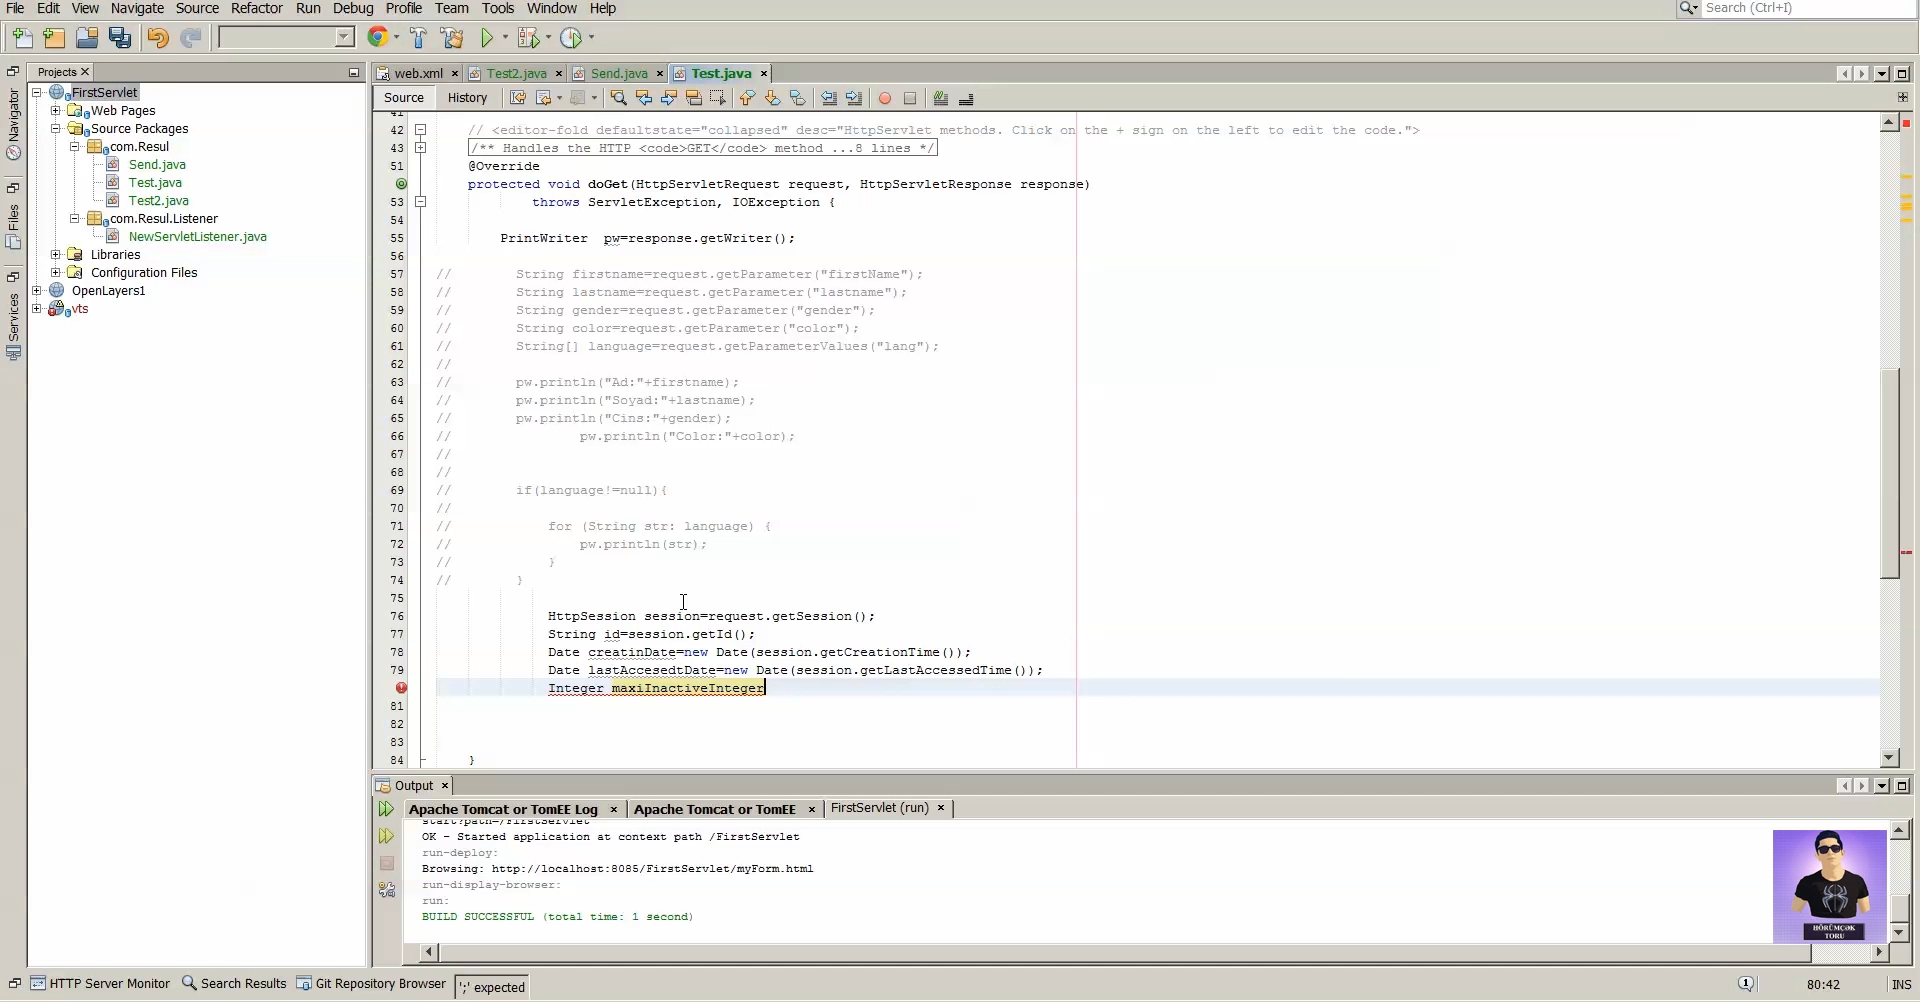 File Edit View Navigate Source Refactor Run Debug Profile Team Tools Window Help
Search (Ctrl+I)
Projects
web.xml Test2.java Send.java Test.java
Source History
Navigator
Files
Services
FirstServlet
Web Pages
Source Packages
com.Resul
Send.java
Test.java
Test2.java
com.Resul.Listener
NewServletListener.java
Libraries
Configuration Files
OpenLayers1
vts
41
42 // <editor-fold defaultstate="collapsed" desc="HttpServlet methods. Click on the + sign on the left to edit the code.">
43 /** Handles the HTTP <code>GET</code> method ...8 lines */
51 @Override
protected void doGet(HttpServletRequest request, HttpServletResponse response)
53 throws ServletException, IOException {
54
55 PrintWriter pw=response.getWriter();
56
57 // String firstname=request.getParameter("firstName");
58 // String lastname=request.getParameter("lastname");
59 // String gender=request.getParameter("gender");
60 // String color=request.getParameter("color");
61 // String[] language=request.getParameterValues("lang");
62 //
63 // pw.println("Ad:"+firstname);
64 // pw.println("Soyad:"+lastname);
65 // pw.println("Cins:"+gender);
66 // pw.println("Color:"+color);
67 //
68 //
69 // if(language!=null){
70 //
71 // for (String str: language) {
72 // pw.println(str);
73 // }
74 // }
75
76 HttpSession session=request.getSession();
77 String id=session.getId();
78 Date creatinDate=new Date(session.getCreationTime());
79 Date lastAccesedtDate=new Date(session.getLastAccessedTime());
Integer maxiInactiveInteger
81
82
83
84 }
Output
Apache Tomcat or TomEE Log Apache Tomcat or TomEE FirstServlet (run)
start?path=/FirstServlet
OK - Started application at context path /FirstServlet
run-deploy:
Browsing: http://localhost:8085/FirstServlet/myForm.html
run-display-browser:
run:
BUILD SUCCESSFUL (total time: 1 second)
HÖRÜMÇƏK
TORU
HTTP Server Monitor Search Results Git Repository Browser ';' expected
1 80:42 INS